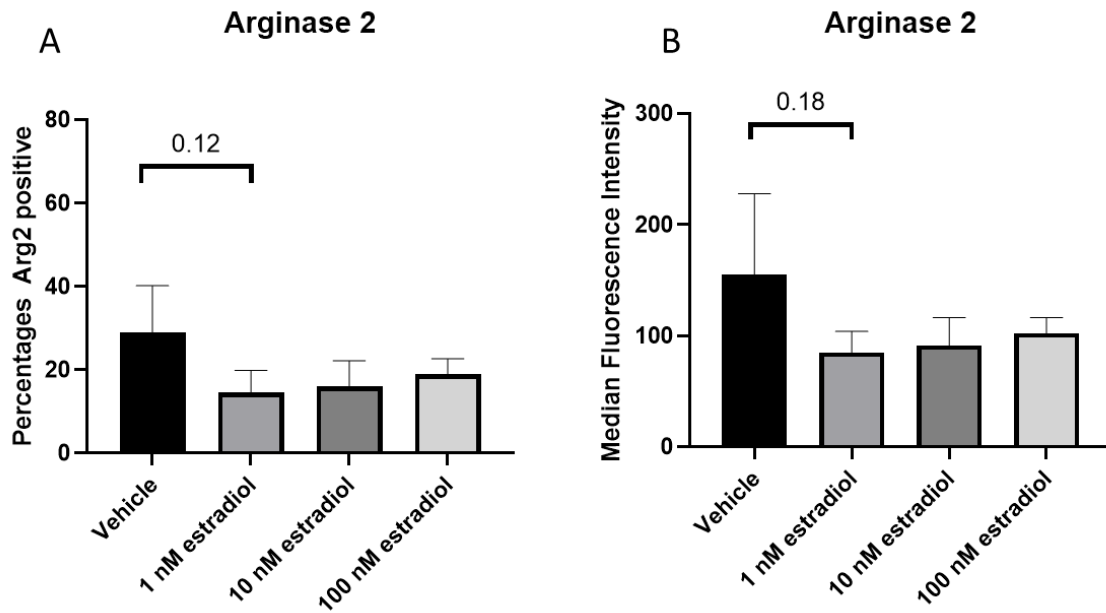 A
Arginase 2
Percentages Arg2 positive
80
60
40
20
0
0.12
Vehicle
1 nM estradiol
10 nM estradiol
100 nM estradiol
B
Arginase 2
Median Fluorescence Intensity
300
200
100
0
0.18
Vehicle
1 nM estradiol
10 nM estradiol
100 nM estradiol